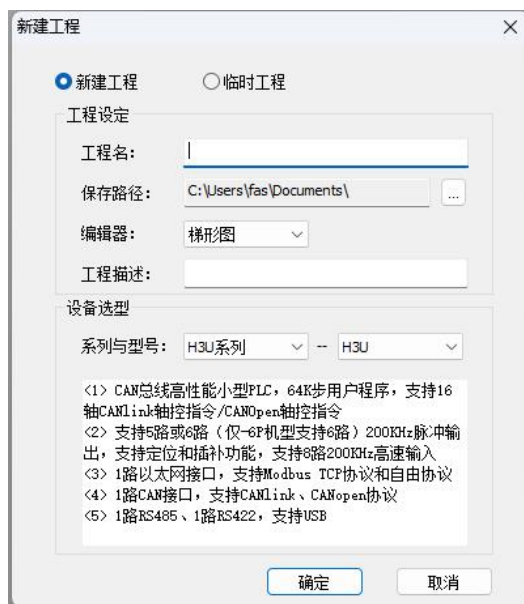 新建工程
新建工程 临时工程
工程设定
工程名：
保存路径： C:\Users\fas\Documents\ ...
编辑器： 梯形图
工程描述：
设备选型
系列与型号： H3U系列 -- H3U
<1> CAN总线高性能小型PLC，64K步用户程序，支持16
轴CANlink轴控指令/CANOpen轴控指令
<2> 支持5路或6路（仅-6P机型支持6路）200KHz脉冲输
出，支持定位和插补功能，支持8路200KHz高速输入
<3> 1路以太网接口，支持Modbus TCP协议和自由协议
<4> 1路CAN接口，支持CANlink、CANopen协议
<5> 1路RS485、1路RS422，支持USB
确定 取消